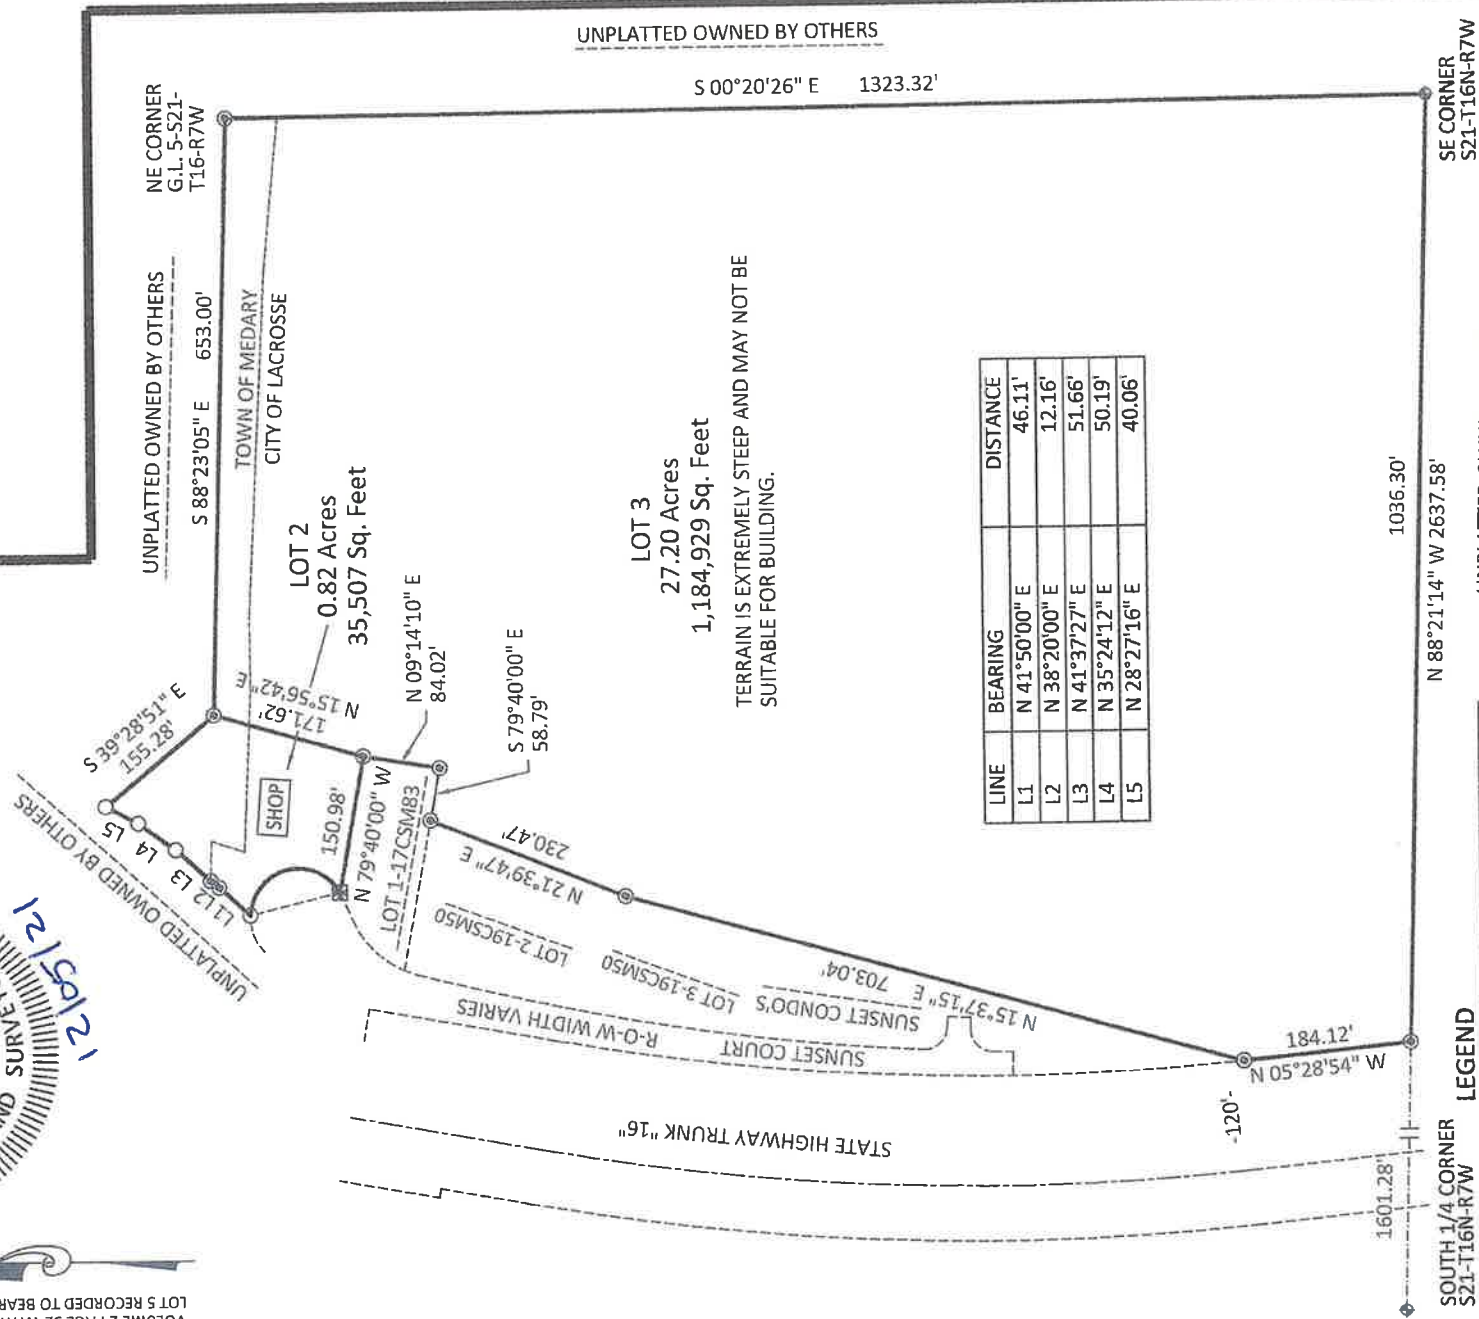 UNPLATTED OWNED BY OTHERS
S 00°20'26" E 1323.32'
NE CORNER
G.L. 5-S21-
T16-R7W
SE CORNER
S21-T16N-R7W
UNPLATTED OWNED BY OTHERS
S 88°23'05" E 653.00'
TOWN OF MEDARY
CITY OF LACROSSE
LOT 2
0.82 Acres
35,507 Sq. Feet
S 39°28'51" E
155.28'
N 15°56'42" E
171.62'
N 09°14'10" E
84.02'
S 79°40'00" E
58.79'
SHOP
150.98'
N 79°40'00" W
LOT 1-17CSM83
L5
L4
L3
L2
L1
UNPLATTED OWNED BY OTHERS
LOT 3
27.20 Acres
1,184,929 Sq. Feet
TERRAIN IS EXTREMELY STEEP AND MAY NOT BE
SUITABLE FOR BUILDING.
LINE BEARING DISTANCE
L1 N 41°50'00" E 46.11'
L2 N 38°20'00" E 12.16'
L3 N 41°37'27" E 51.66'
L4 N 35°24'12" E 50.19'
L5 N 28°27'16" E 40.06'
230.47'
N 21°39'47" E
LOT 2-19CSM50
LOT 3-19CSM50
SUNSET CONDO'S
703.04'
N 15°37'15" E
R-O-W WIDTH VARIES
SUNSET COURT
STATE HIGHWAY TRUNK "16"
-120'-
184.12'
N 05°28'54" W
1036.30'
N 88°21'14" W 2637.58'
1601.28'
SOUTH 1/4 CORNER
S21-T16N-R7W
LEGEND
12/05/21
LOT 5 RECORDED TO BEAR